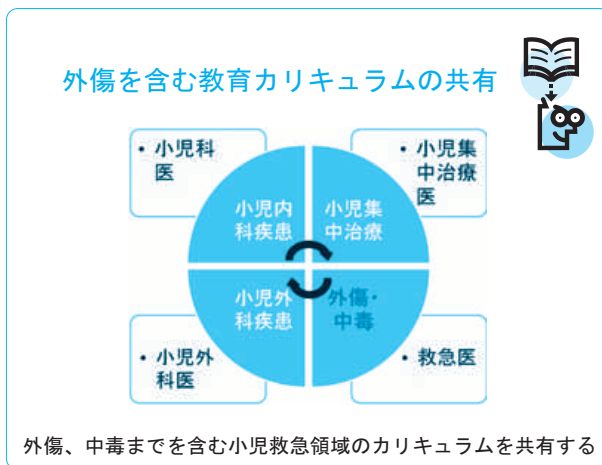 外傷を含む教育カリキュラムの共有
・小児科
医
・小児集
中治療
医
小児内
科疾患
小児集
中治療
小児外
科疾患
外傷・
中毒
・小児外
科医
・救急医
外傷、中毒までを含む小児救急領域のカリキュラムを共有する